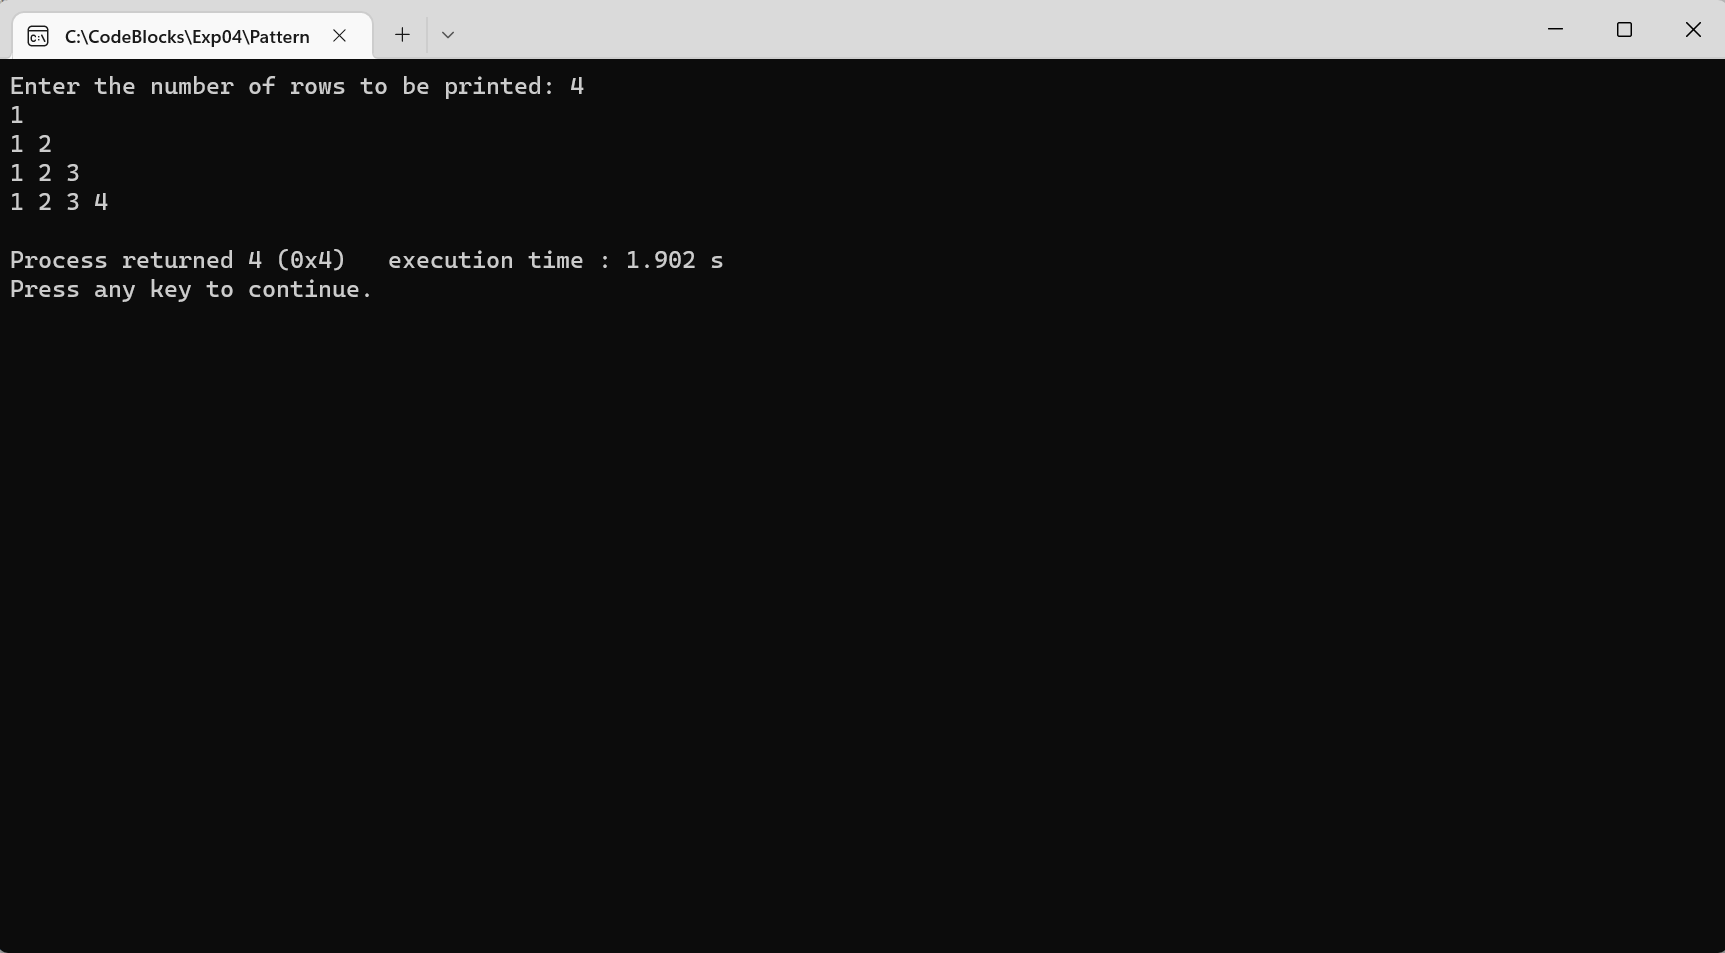 C:\CodeBlocks\Exp04\Pattern
Enter the number of rows to be printed: 4
1
1 2
1 2 3
1 2 3 4
Process returned 4 (0x4)   execution time : 1.902 s
Press any key to continue.